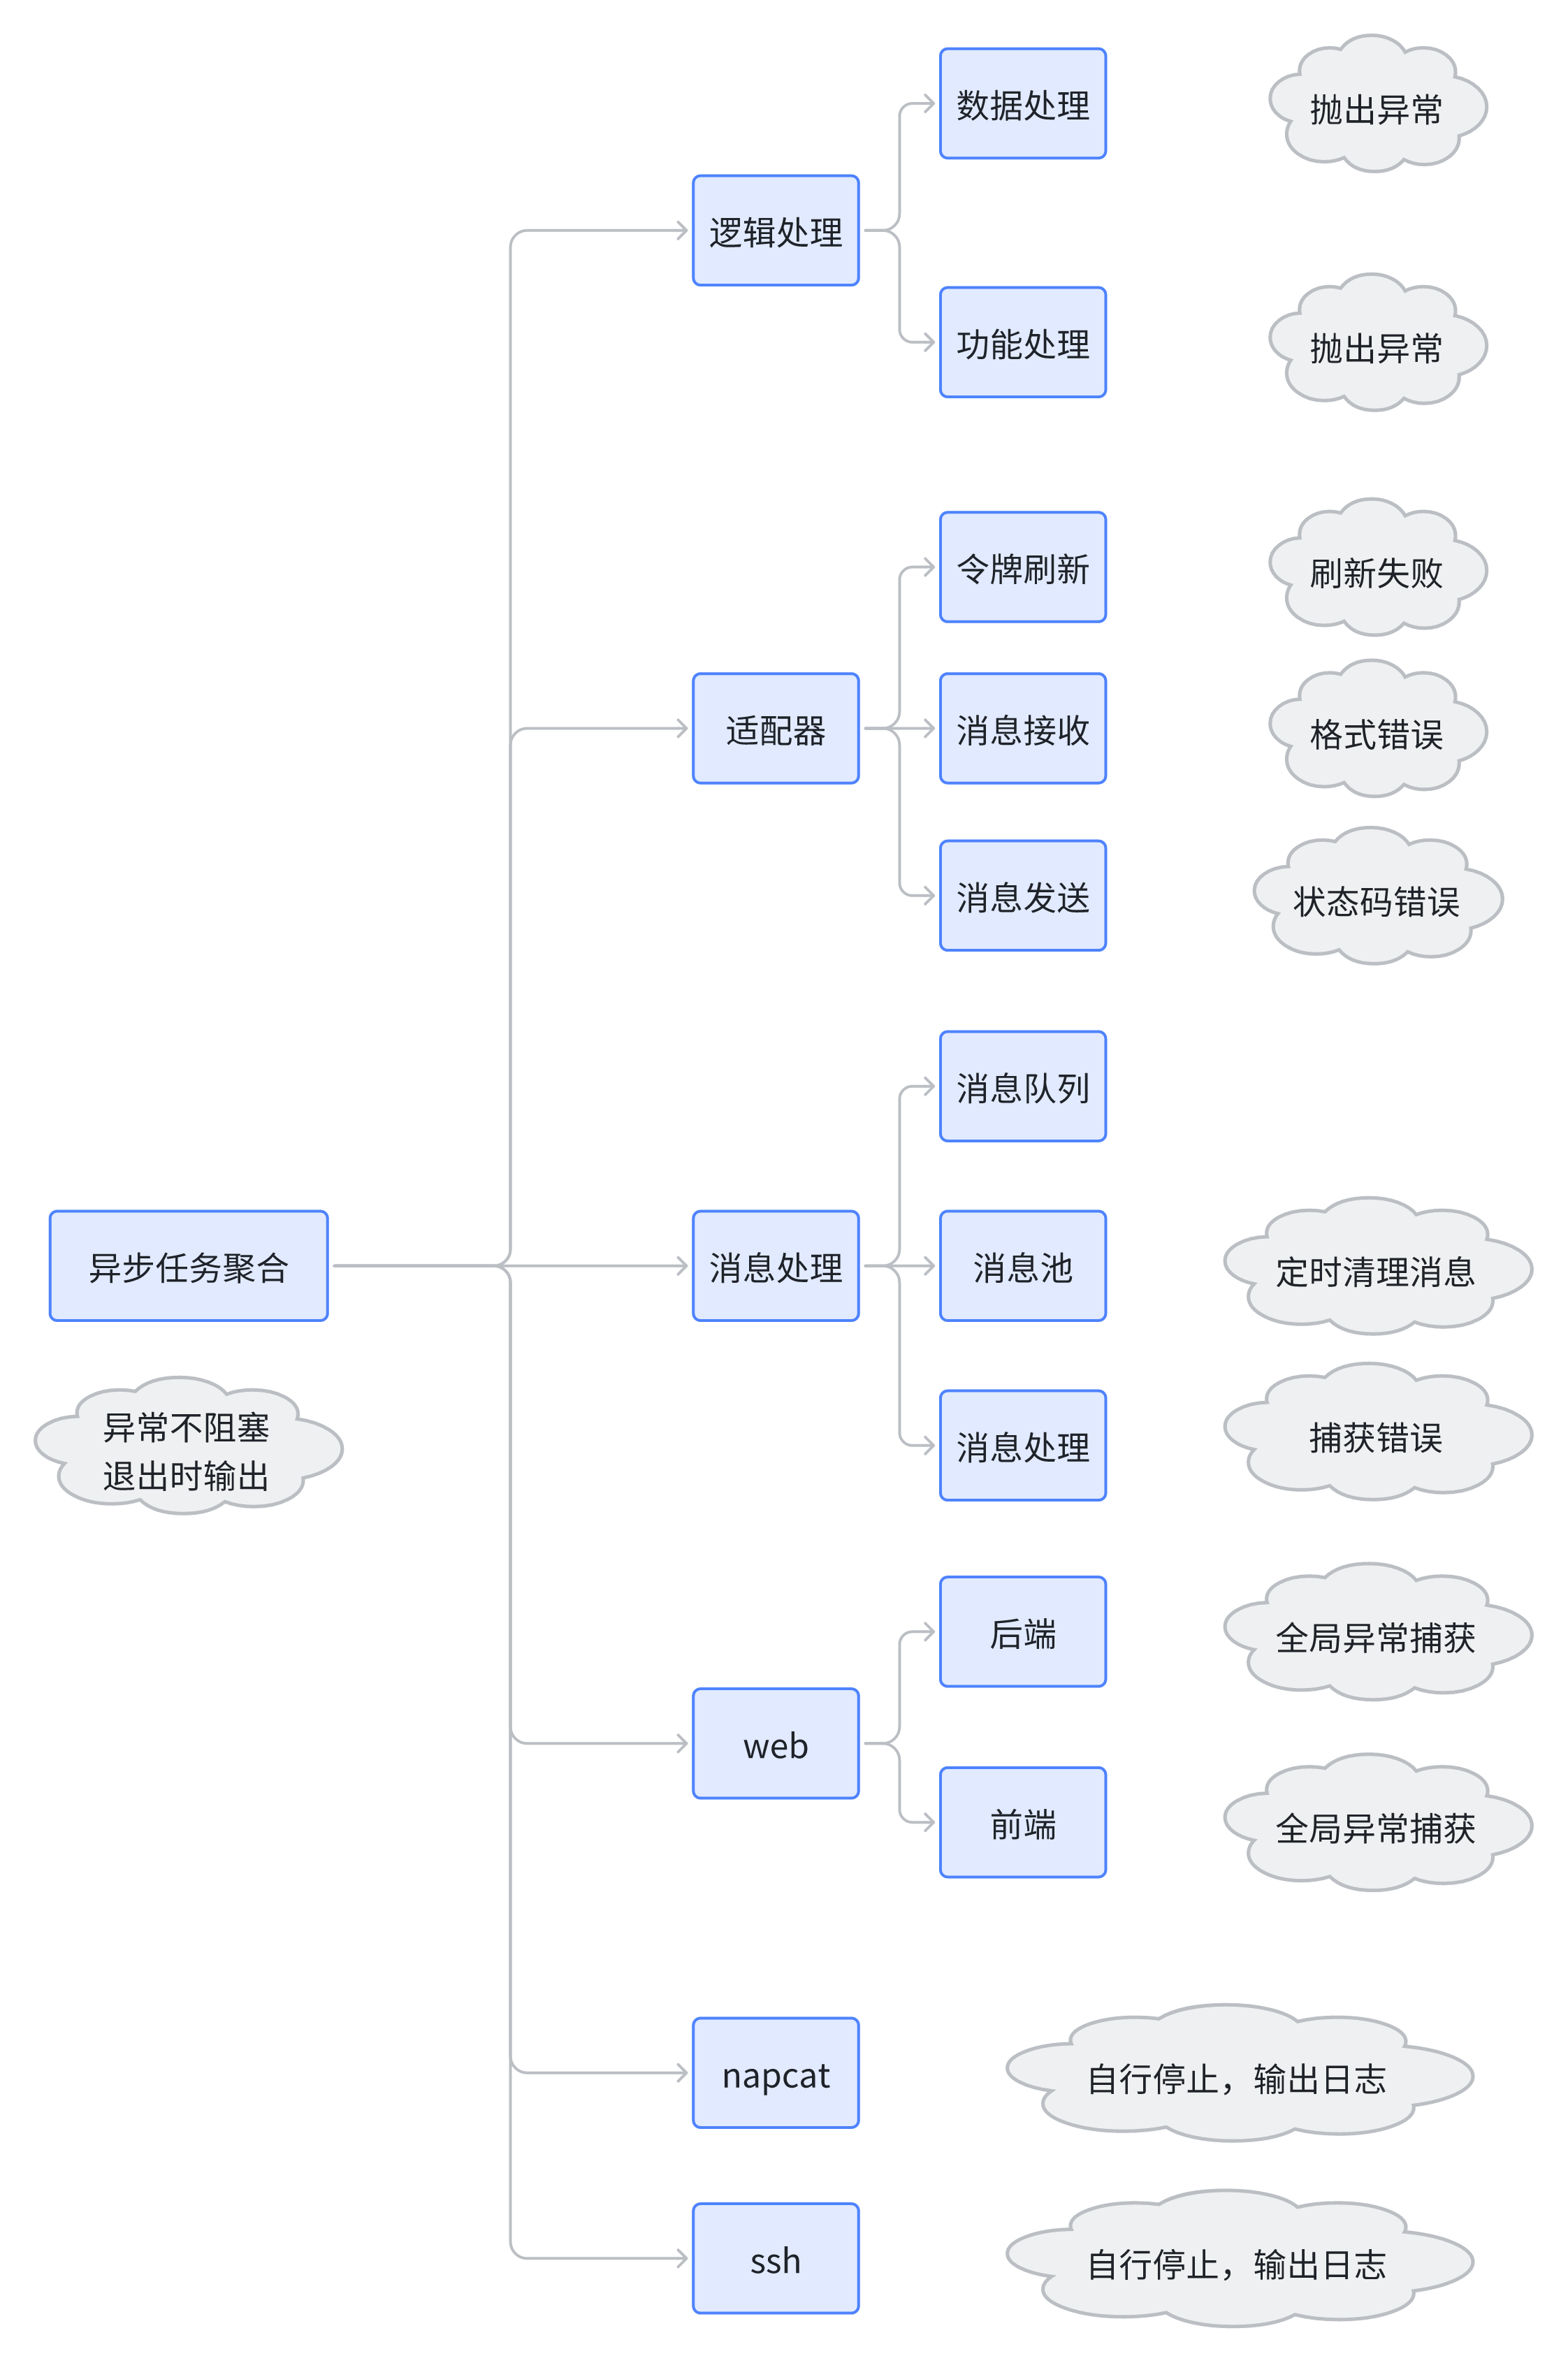 数据处理
抛出异常
逻辑处理
功能处理
抛出异常
令牌刷新
刷新失败
适配器
消息接收
格式错误
消息发送
状态码错误
消息队列
异步任务聚合
消息处理
消息池
定时清理消息
异常不阻塞
退出时输出
消息处理
捕获错误
后端
全局异常捕获
web
前端
全局异常捕获
napcat
自行停止，输出日志
ssh
自行停止，输出日志